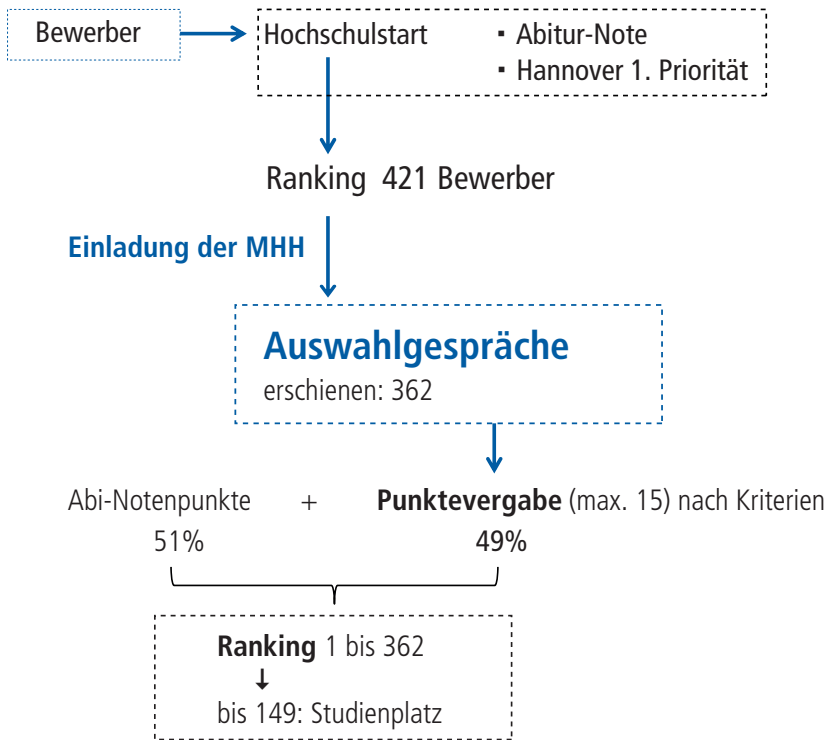 Bewerber
Hochschulstart
▪ Abitur-Note
▪ Hannover 1. Priorität
Ranking 421 Bewerber
Einladung der MHH
Auswahlgespräche
erschienen: 362
Abi-Notenpunkte + Punktevergabe (max. 15) nach Kriterien
51% 49%
Ranking 1 bis 362
bis 149: Studienplatz